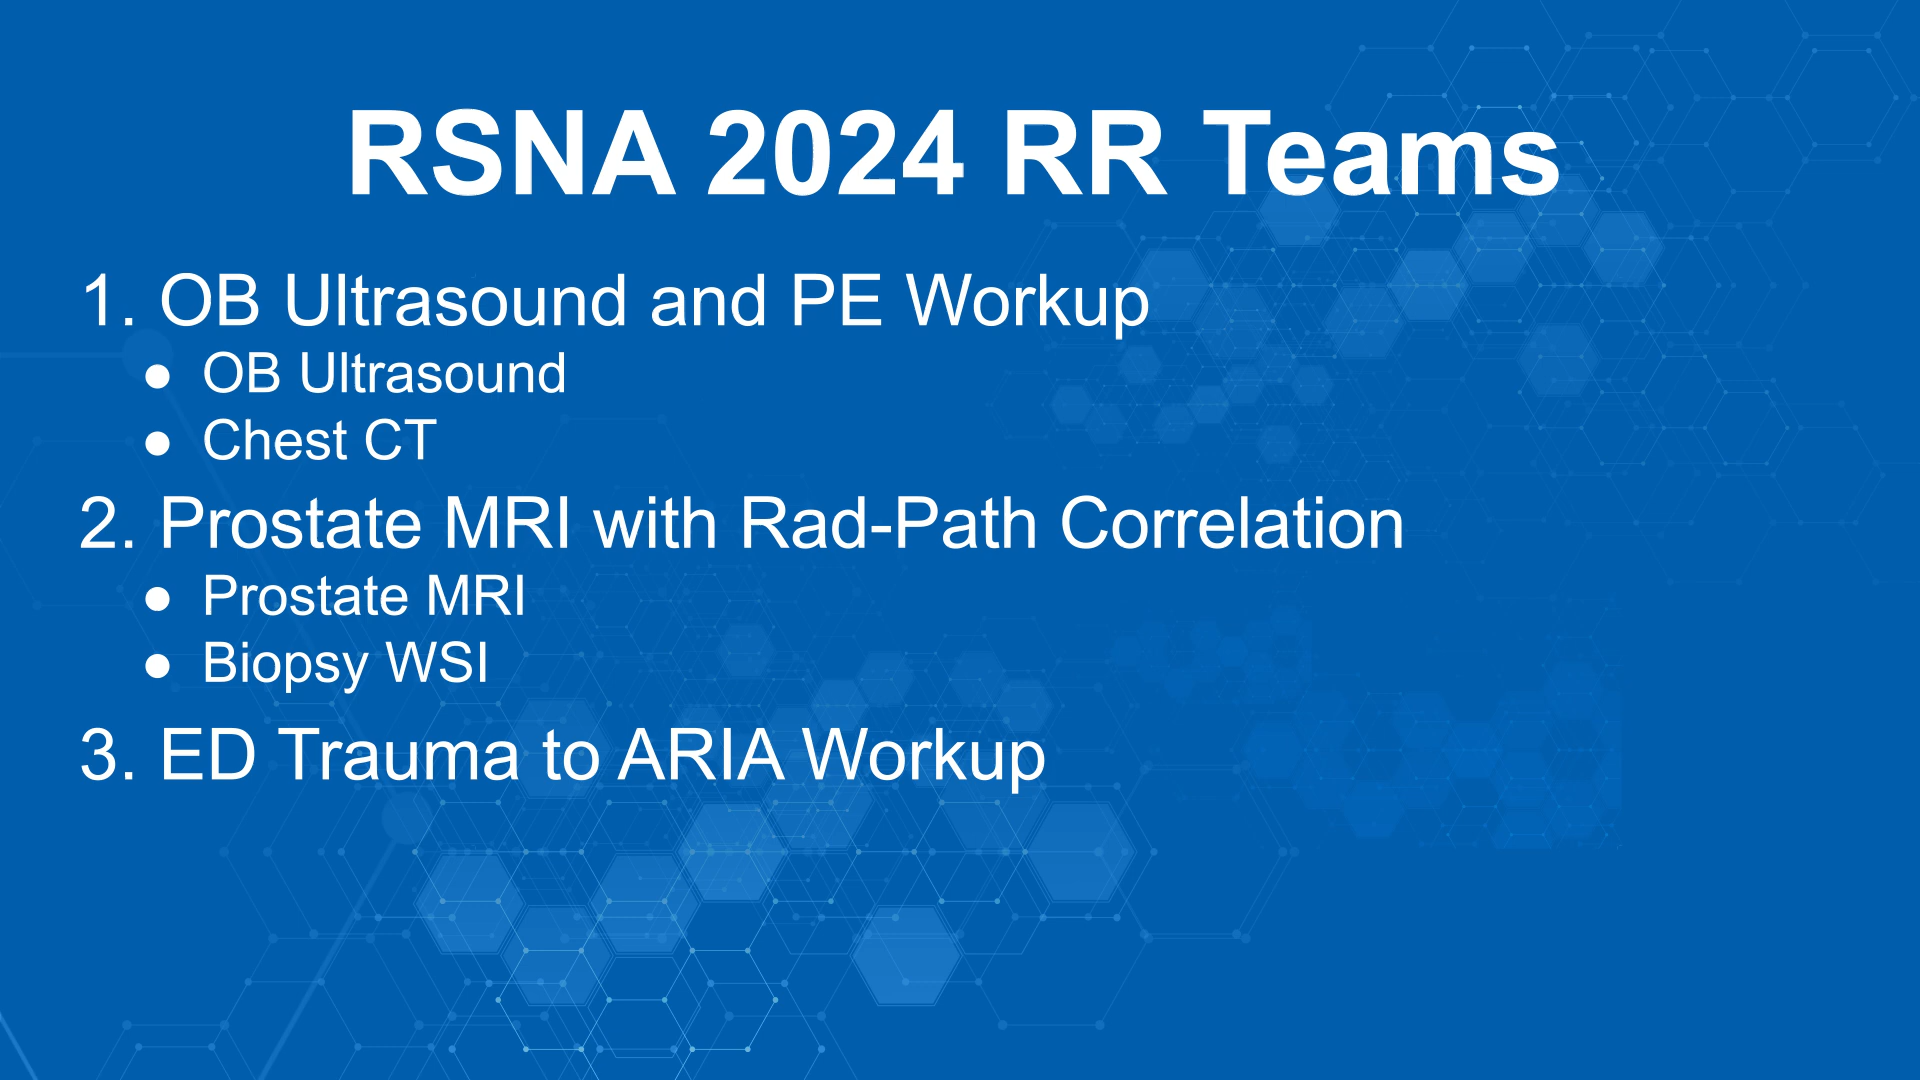 RSNA 2024 RR Teams
1. OB Ultrasound and PE Workup
● OB Ultrasound
● Chest CT
2. Prostate MRI with Rad-Path Correlation
● Prostate MRI
● Biopsy WSI
3. ED Trauma to ARIA Workup